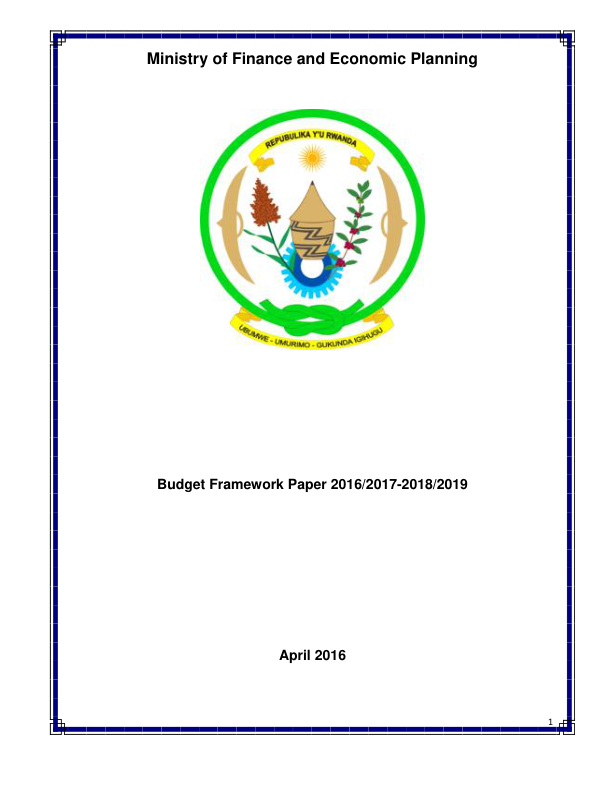 Ministry of Finance and Economic Planning
REPUBULIKA Y'U RWANDA
UBUMWE - UMURIMO - GUKUNDA IGIHUGU
Budget Framework Paper 2016/2017-2018/2019
April 2016
1